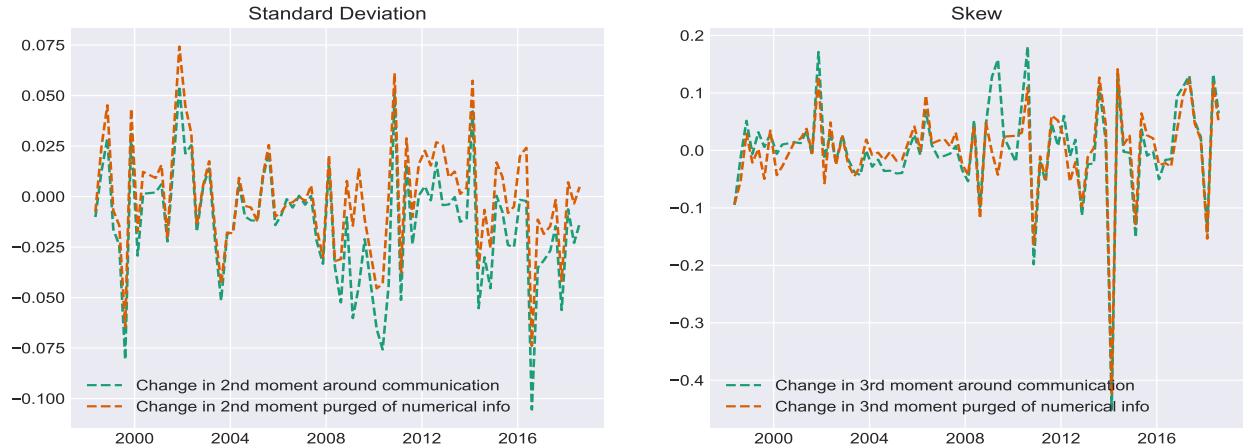 Standard Deviation
0.075
0.050
0.025
0.000
−0.025
−0.050
−0.075
−0.100
Change in 2nd moment around communication
Change in 2nd moment purged of numerical info
2000 2004 2008 2012 2016
Skew
0.2
0.1
0.0
−0.1
−0.2
−0.3
−0.4
Change in 3rd moment around communication
Change in 3nd moment purged of numerical info
2000 2004 2008 2012 2016